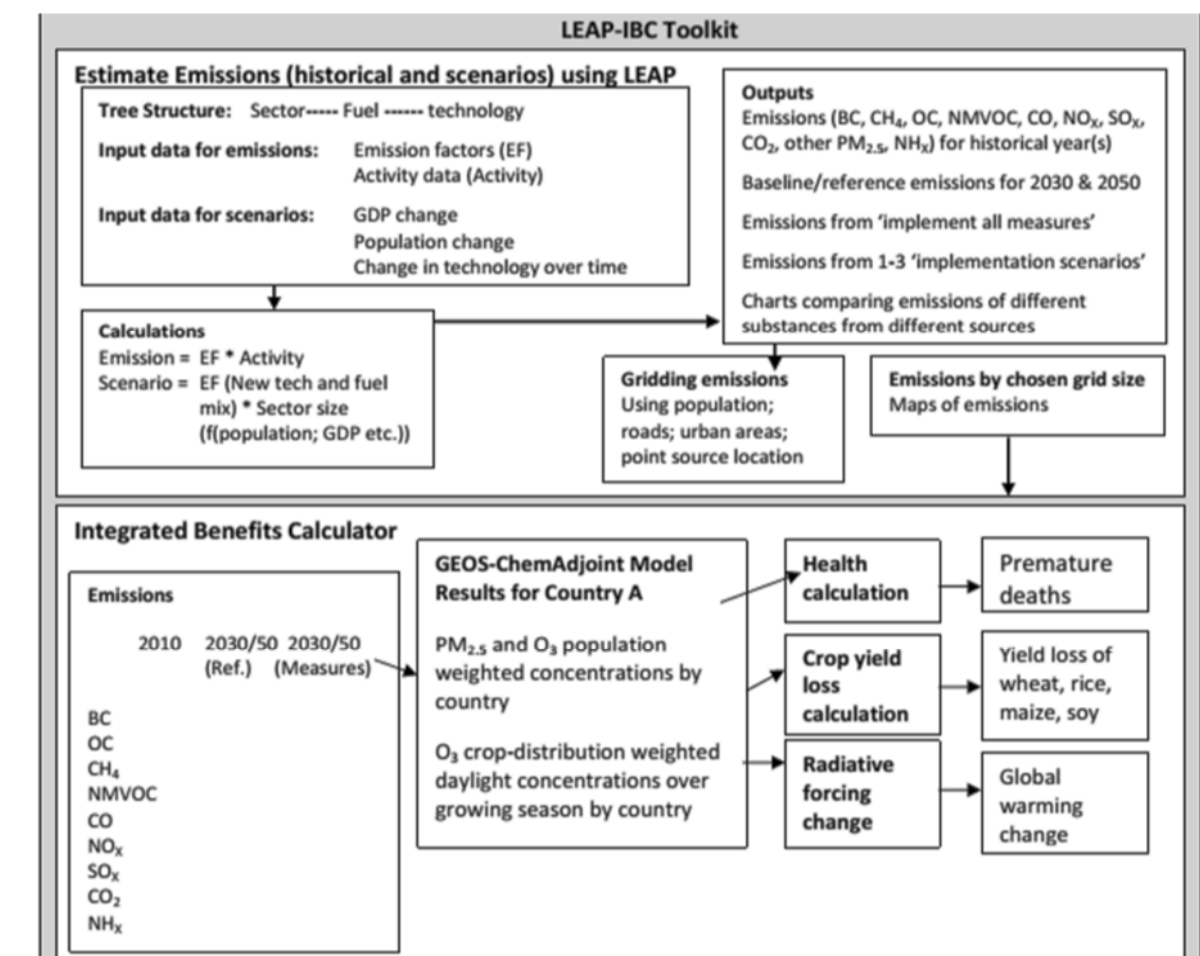 LEAP-IBC Toolkit
Estimate Emissions (historical and scenarios) using LEAP
Tree Structure: Sector----- Fuel ------ technology
Input data for emissions: Emission factors (EF)
Activity data (Activity)
Input data for scenarios: GDP change
Population change
Change in technology over time
Calculations
Emission = EF * Activity
Scenario = EF (New tech and fuel
mix) * Sector size
(f(population; GDP etc.))
Outputs
Emissions (BC, CH₄, OC, NMVOC, CO, NOₓ, SOₓ,
CO₂, other PM₂.₅, NHₓ) for historical year(s)
Baseline/reference emissions for 2030 & 2050
Emissions from ‘implement all measures’
Emissions from 1-3 ‘implementation scenarios’
Charts comparing emissions of different
substances from different sources
Gridding emissions
Using population;
roads; urban areas;
point source location
Emissions by chosen grid size
Maps of emissions
Integrated Benefits Calculator
Emissions
2010 2030/50 2030/50
(Ref.) (Measures)
BC
OC
CH₄
NMVOC
CO
NOₓ
SOₓ
CO₂
NHₓ
GEOS-ChemAdjoint Model
Results for Country A
PM₂.₅ and O₃ population
weighted concentrations by
country
O₃ crop-distribution weighted
daylight concentrations over
growing season by country
Health
calculation
Crop yield
loss
calculation
Radiative
forcing
change
Premature
deaths
Yield loss of
wheat, rice,
maize, soy
Global
warming
change